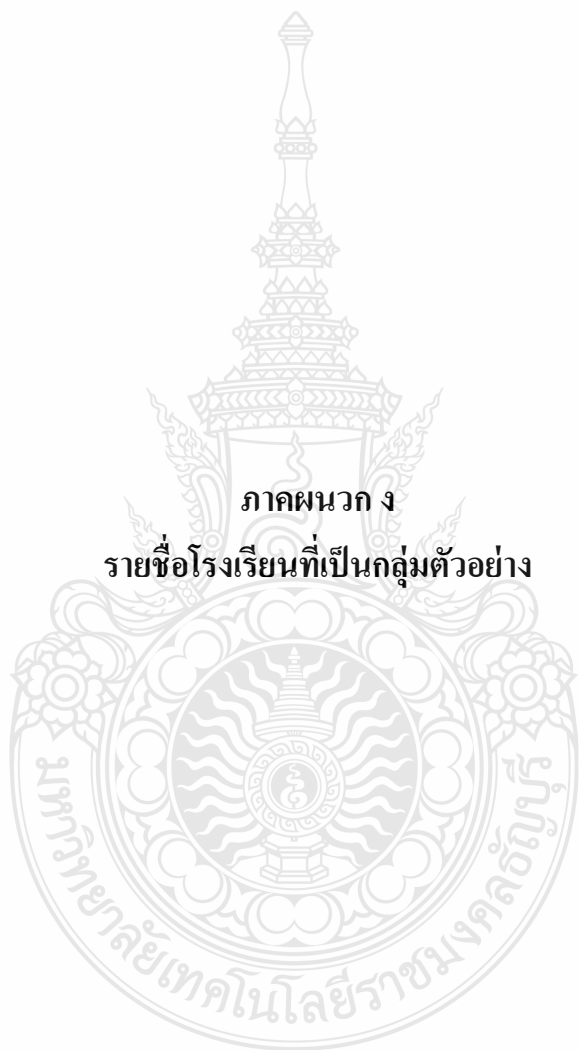 ภาคผนวก ง
รายชื่อโรงเรียนที่เป็นกลุ่มตัวอย่าง
มหาวิทยาลัยเทคโนโลยีราชมงคลธัญบุรี